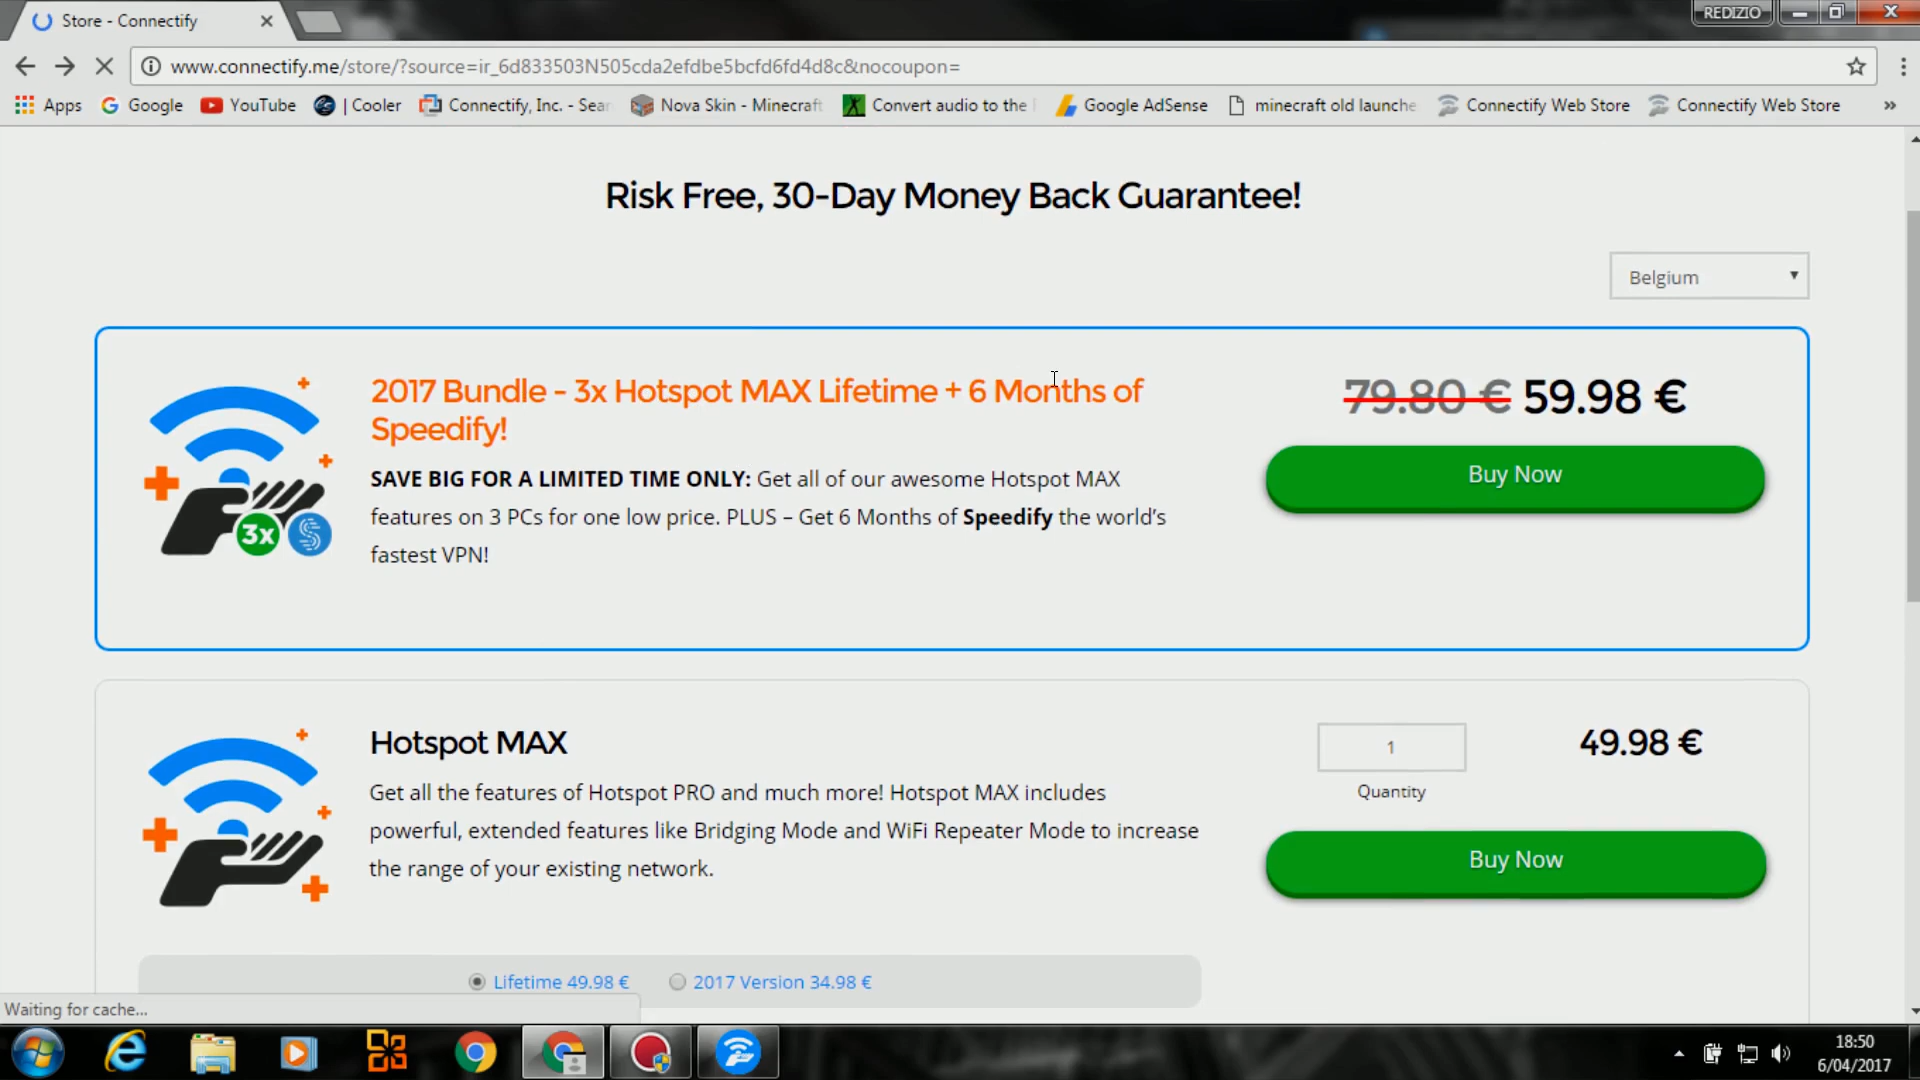 Store - Connectify
REDIZIO
www.connectify.me/store/?source=ir_6d833503N505cda2efdbe5bcfd6fd4d8c&nocoupon=
Apps Google YouTube | Cooler Connectify, Inc. - Sear Nova Skin - Minecraft Convert audio to the Google AdSense minecraft old launche Connectify Web Store Connectify Web Store »
Risk Free, 30-Day Money Back Guarantee!
Belgium
2017 Bundle - 3x Hotspot MAX Lifetime + 6 Months of
Speedify!
79.80 € 59.98 €
Buy Now
SAVE BIG FOR A LIMITED TIME ONLY: Get all of our awesome Hotspot MAX
features on 3 PCs for one low price. PLUS – Get 6 Months of Speedify the world's
fastest VPN!
3x
Hotspot MAX
1
Quantity
49.98 €
Get all the features of Hotspot PRO and much more! Hotspot MAX includes
powerful, extended features like Bridging Mode and WiFi Repeater Mode to increase
the range of your existing network.
Buy Now
Lifetime 49.98 € 2017 Version 34.98 €
Waiting for cache...
18:50
6/04/2017